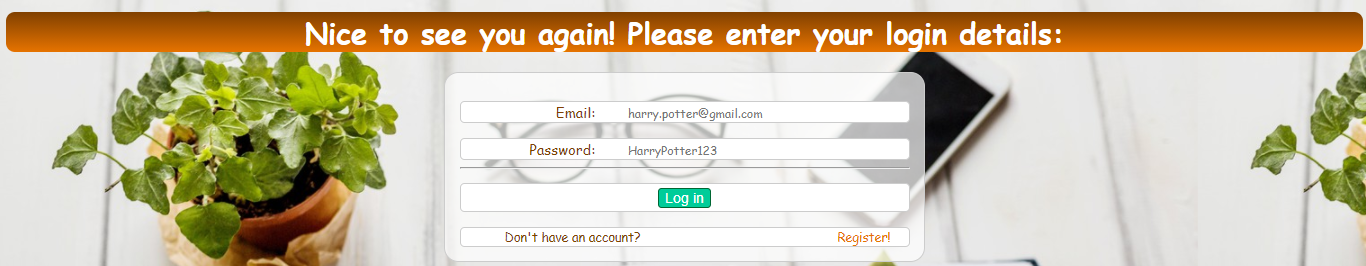 Nice to see you again! Please enter your login details:
Email: harry.potter@gmail.com
Password: HarryPotter123
Log in
Don't have an account? Register!